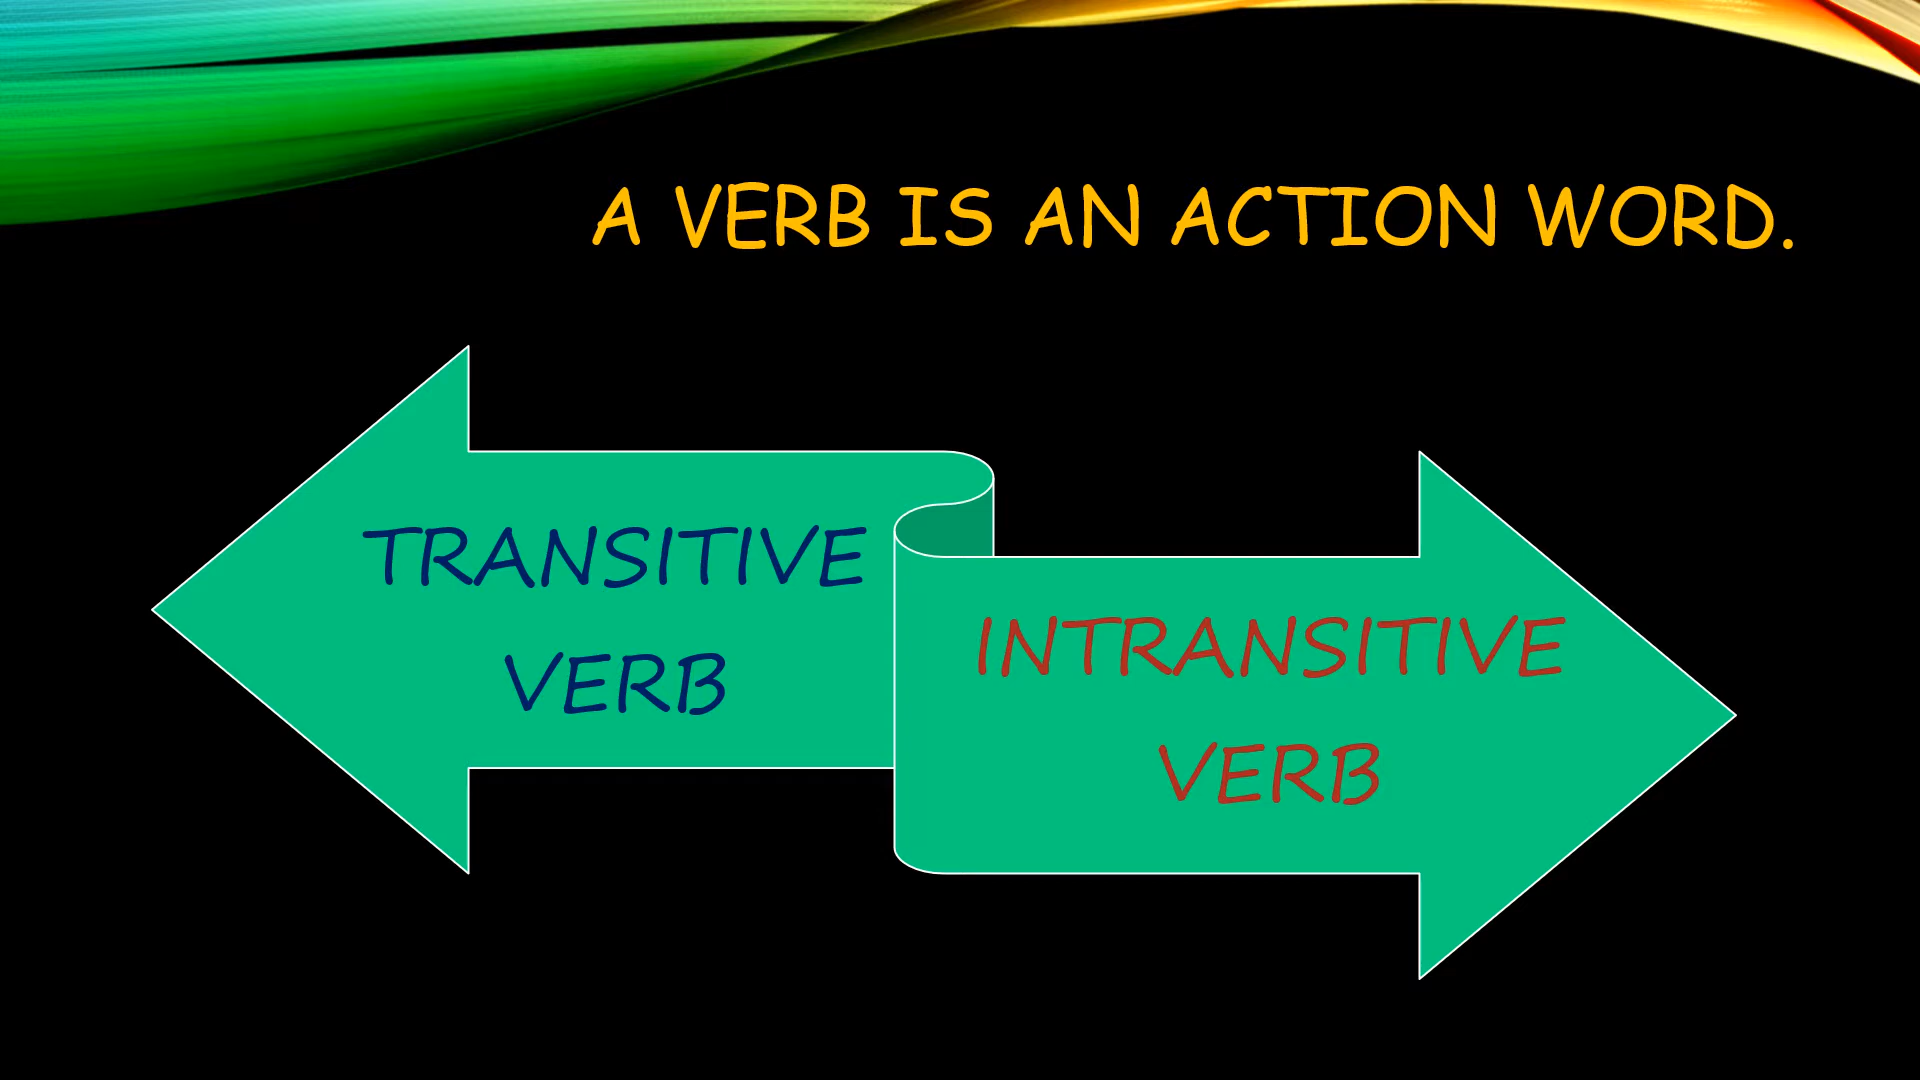 A VERB IS AN ACTION WORD.
TRANSITIVE
VERB
INTRANSITIVE
VERB